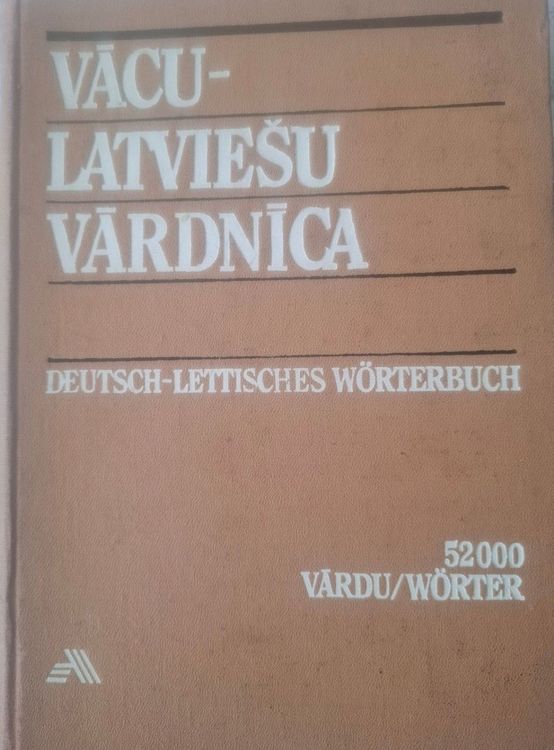 VĀCU-
LATVIEŠU
VĀRDNĪCA
DEUTSCH-LETTISCHES WÖRTERBUCH
52000
VĀRDU/WÖRTER